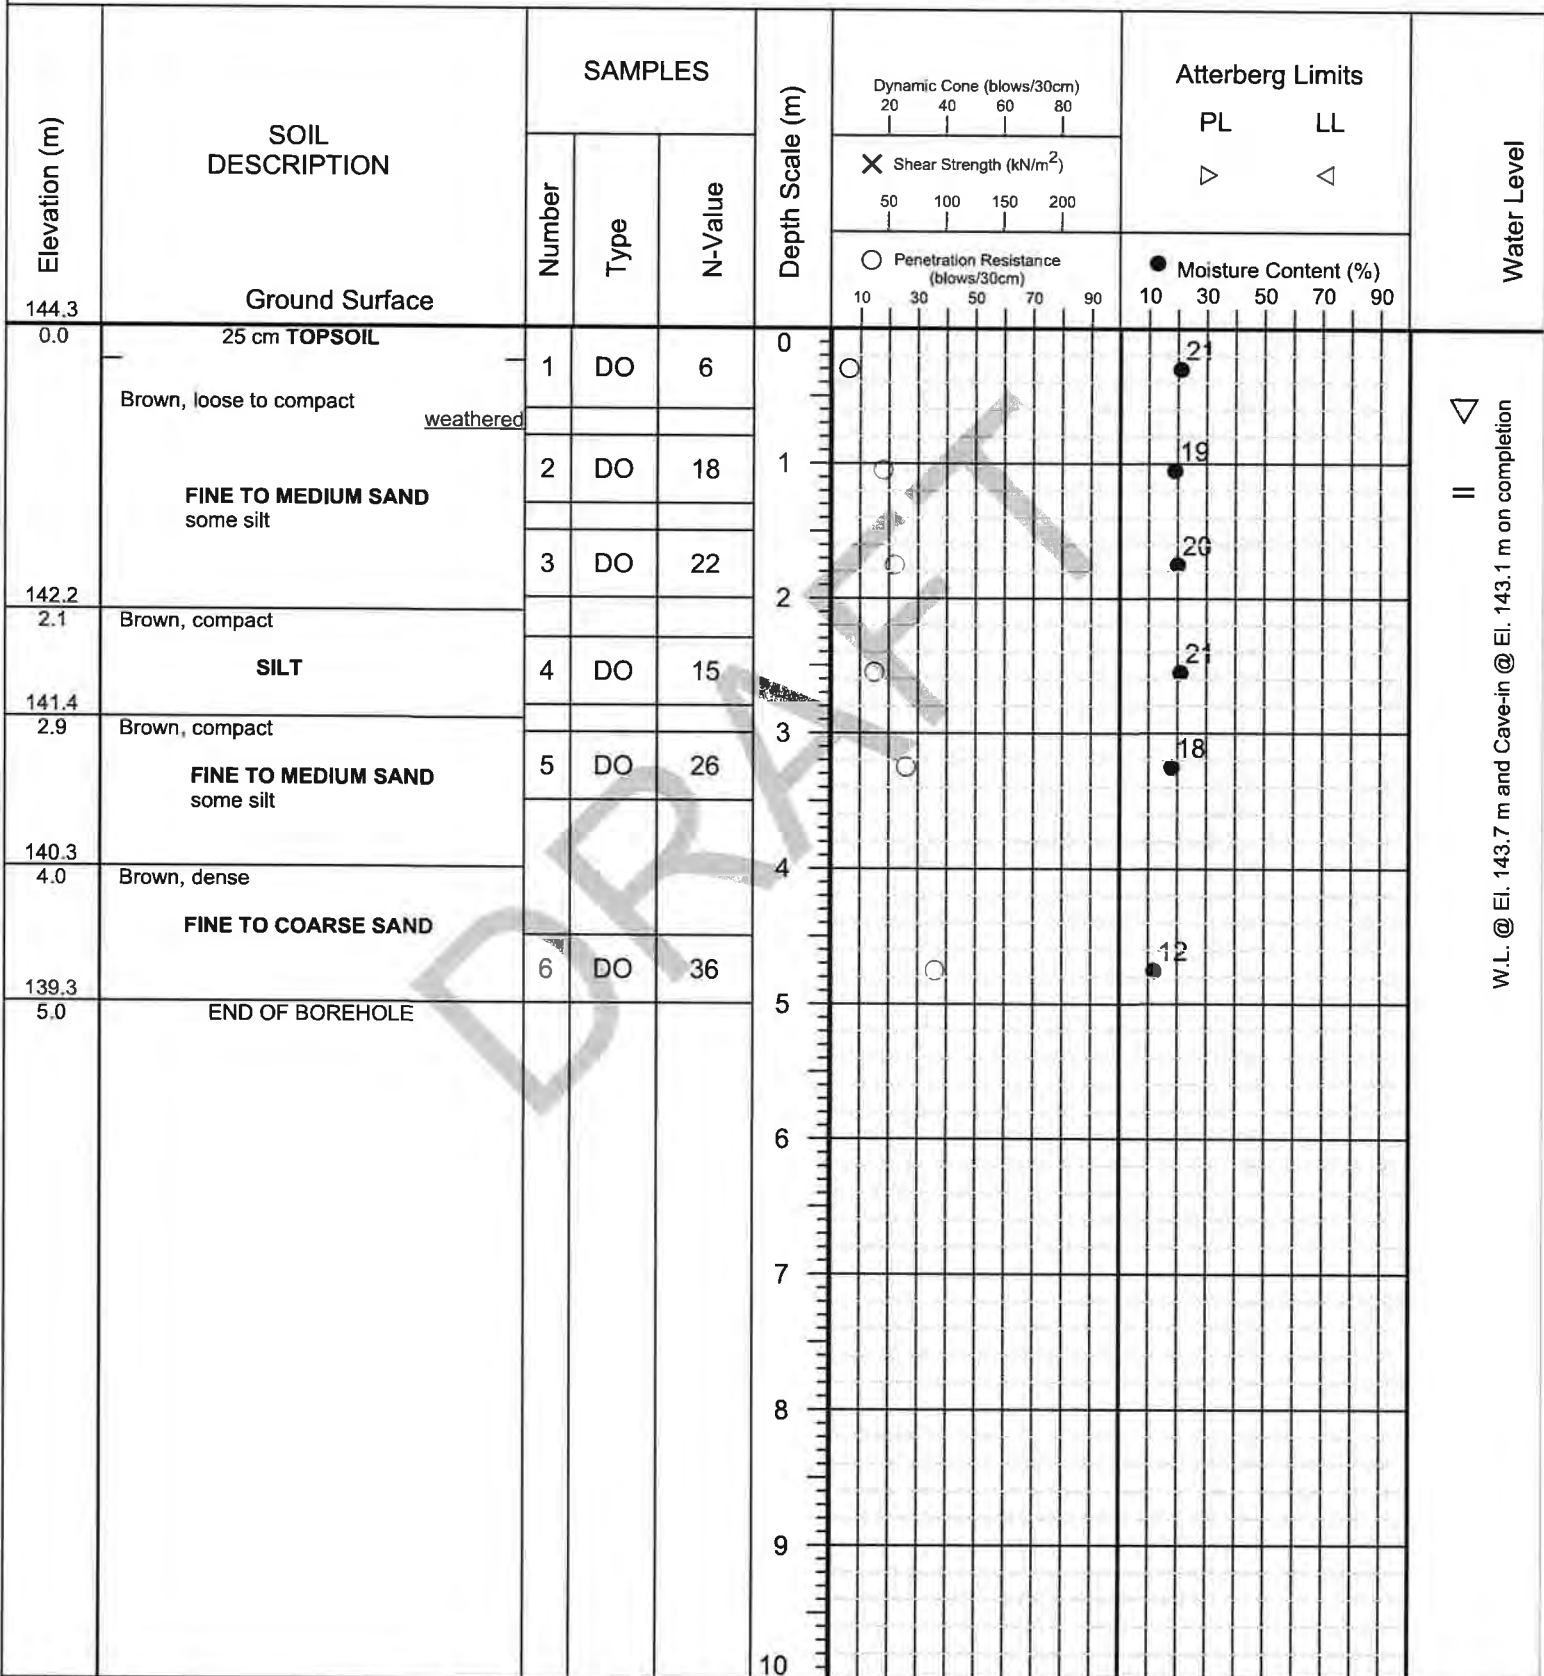 SAMPLES
Atterberg Limits
Dynamic Cone (blows/30cm)
20 40 60 80
PL LL
SOIL
DESCRIPTION
X Shear Strength (kN/m²)
50 100 150 200
Elevation (m)
Number
Type
N-Value
Depth Scale (m)
Water Level
Penetration Resistance
(blows/30cm)
10 30 50 70 90
Moisture Content (%)
10 30 50 70 90
144.3 Ground Surface
0.0 25 cm TOPSOIL
0
1 DO 6
21
Brown, loose to compact
weathered
1
2 DO 18
19
FINE TO MEDIUM SAND
some silt
3 DO 22
20
142.2
2
2.1 Brown, compact
SILT
4 DO 15
21
141.4
2.9 Brown, compact
3
FINE TO MEDIUM SAND
some silt
5 DO 26
18
140.3
4.0 Brown, dense
4
FINE TO COARSE SAND
6 DO 36
12
139.3
5.0 END OF BOREHOLE
5
6
7
8
9
10
W.L. @ El. 143.7 m and Cave-in @ El. 143.1 m on completion
DRAFT